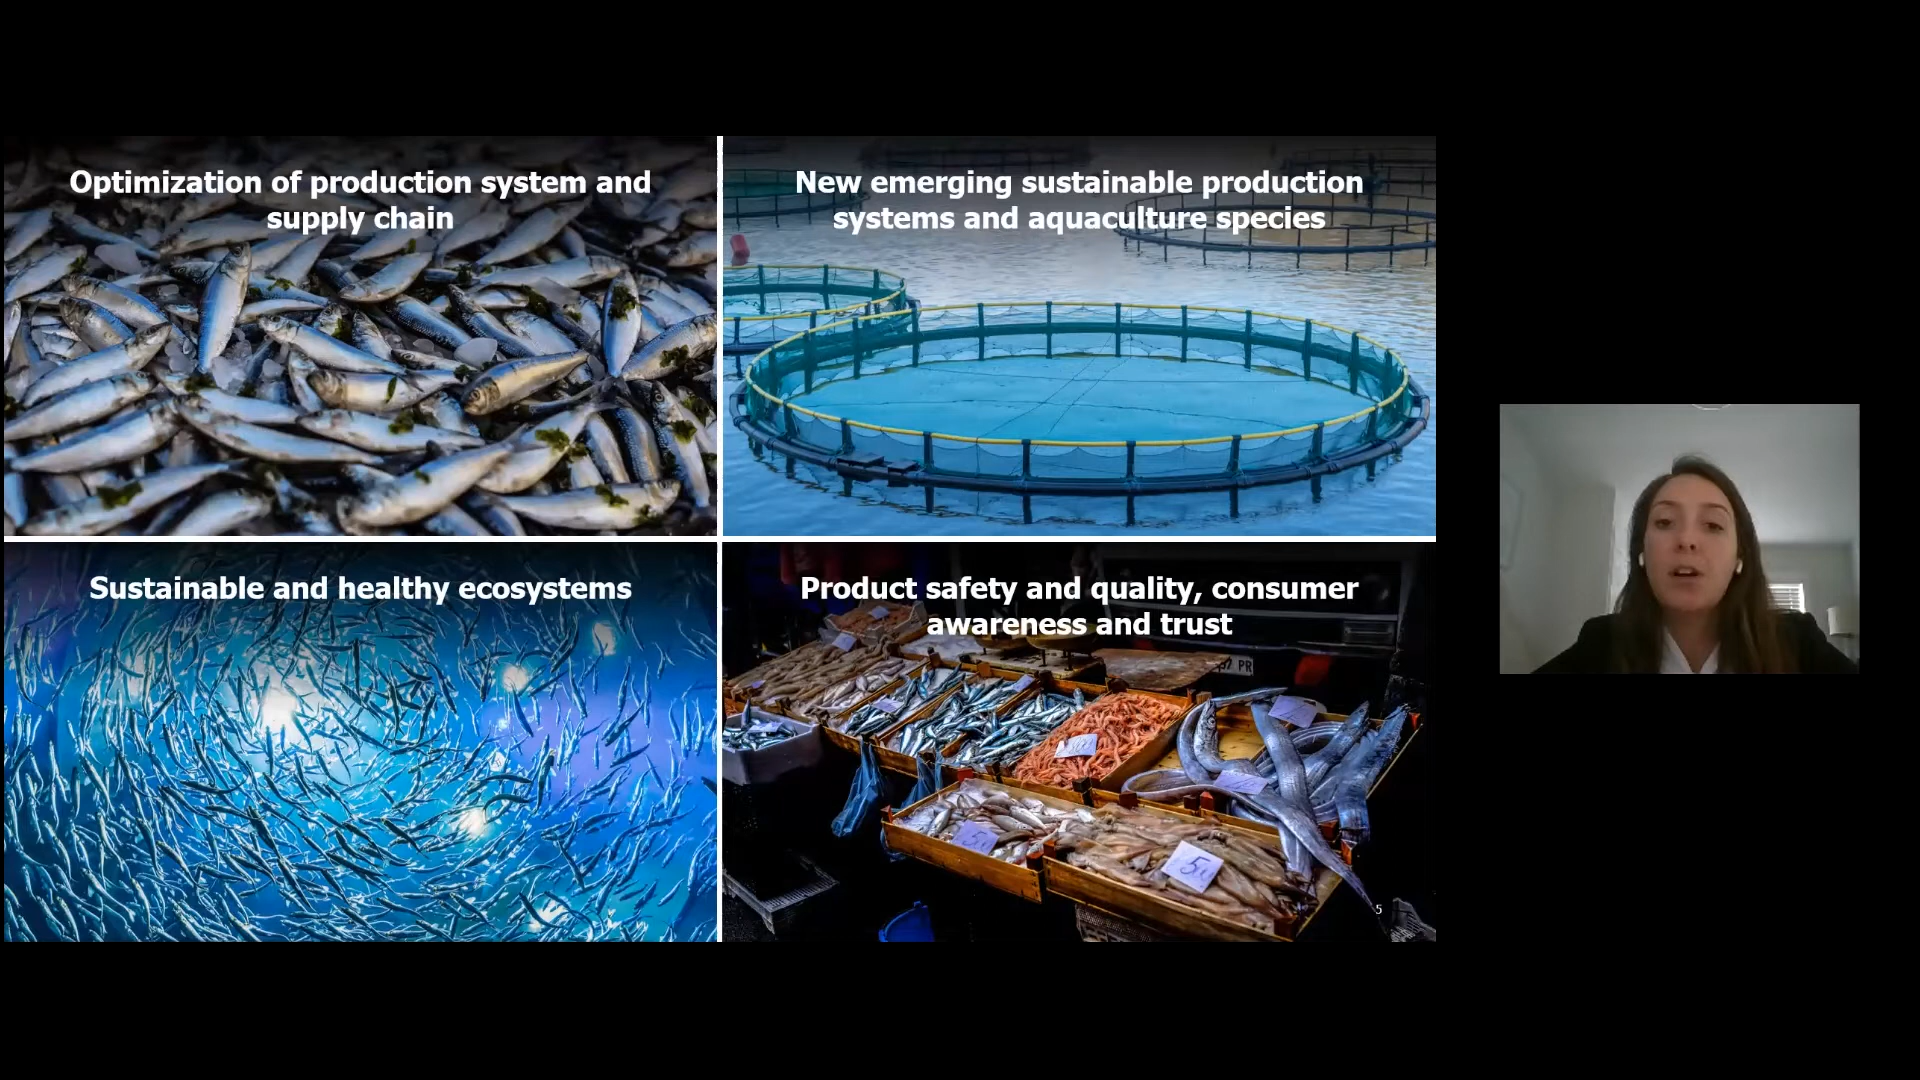 Optimization of production system and
supply chain
New emerging sustainable production
systems and aquaculture species
Sustainable and healthy ecosystems
Product safety and quality, consumer
awareness and trust
PR
5